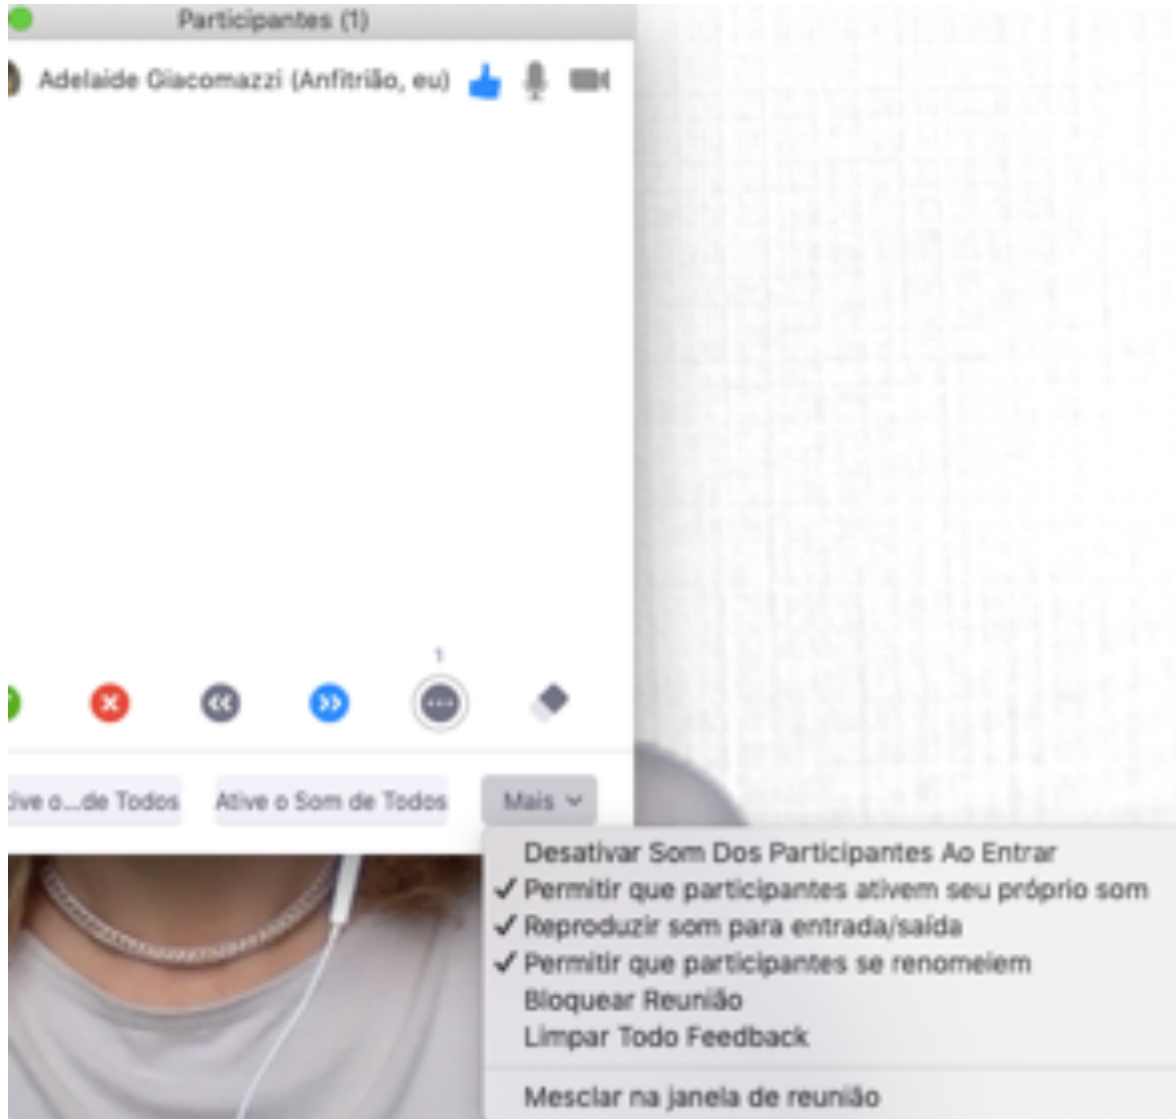 Participantes (1)
Adelaide Giacomazzi (Anfitrião, eu)
1
de Todos
Ative o Som de Todos
Mais
Desativar Som Dos Participantes Ao Entrar
✓ Permitir que participantes ativem seu próprio som
✓ Reproduzir som para entrada/saída
✓ Permitir que participantes se renomeiem
Bloquear Reunião
Limpar Todo Feedback
Mesclar na janela de reunião